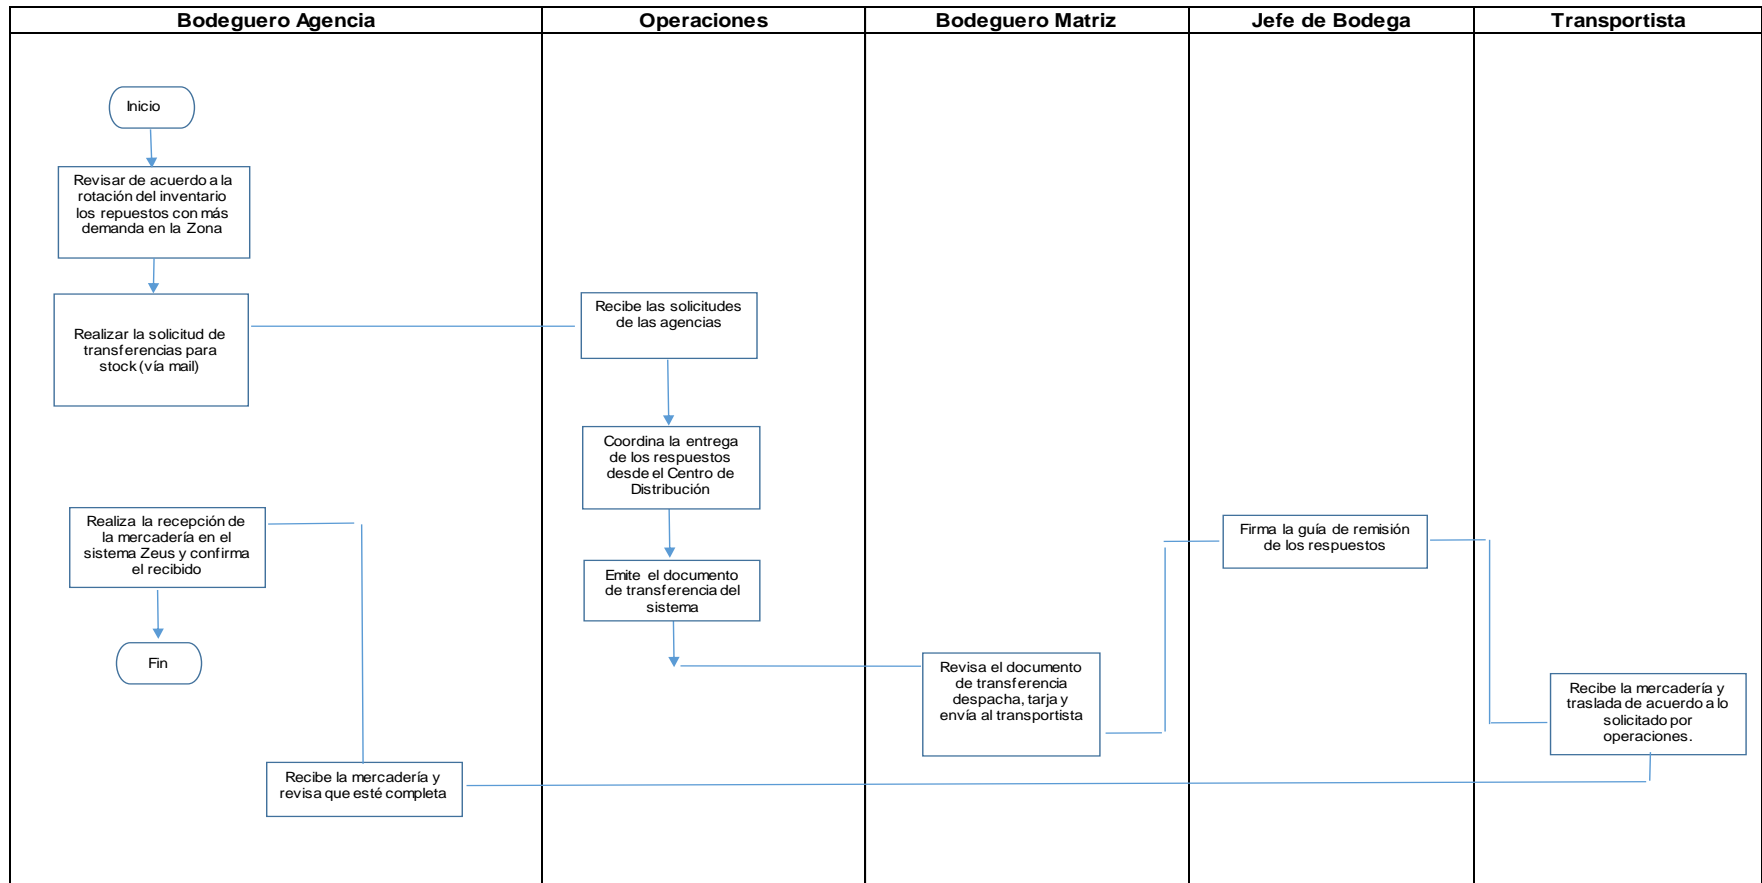 Bodeguero Agencia
Operaciones
Bodeguero Matriz
Jefe de Bodega
Transportista
Inicio
Revisar de acuerdo a la
rotación del inventario
los repuestos con más
demanda en la Zona
Realizar la solicitud de
transferencias para
stock (vía mail)
Recibe las solicitudes
de las agencias
Coordina la entrega
de los respuestos
desde el Centro de
Distribución
Emite el documento
de transferencia del
sistema
Revisa el documento
de transferencia
despacha, tarja y
envía al transportista
Firma la guía de remisión
de los respuestos
Recibe la mercadería y
traslada de acuerdo a lo
solicitado por
operaciones.
Recibe la mercadería y
revisa que esté completa
Realiza la recepción de
la mercadería en el
sistema Zeus y confirma
el recibido
Fin